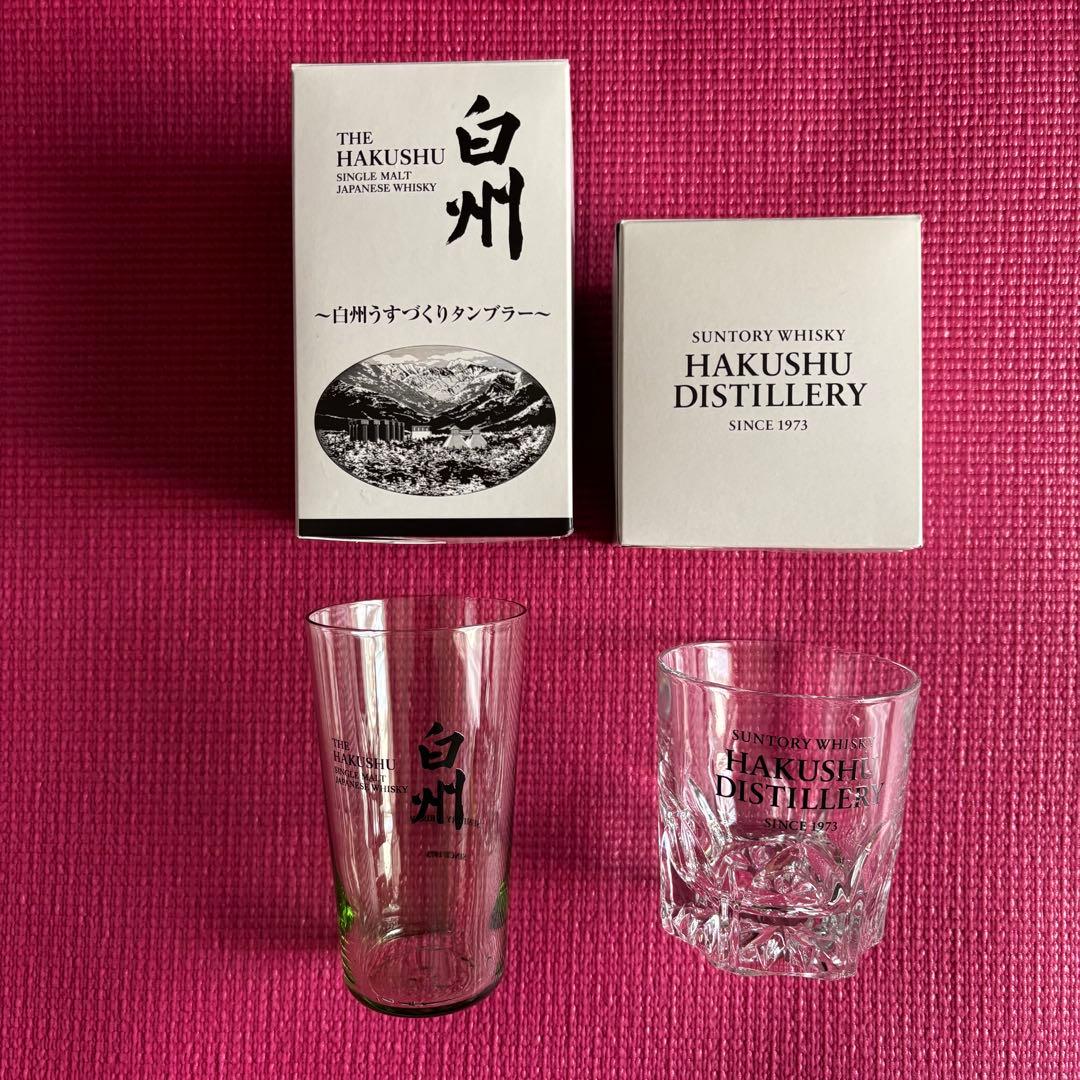 THE
HAKUSHU
SINGLE MALT
JAPANESE WHISKY
白州
～白州うすづくりタンブラー～
SUNTORY WHISKY
HAKUSHU
DISTILLERY
SINCE 1973
THE
HAKUSHU
SINGLE MALT
JAPANESE WHISKY
白州
SINCE 1973
SUNTORY WHISKY
HAKUSHU
DISTILLERY
SINCE 1973